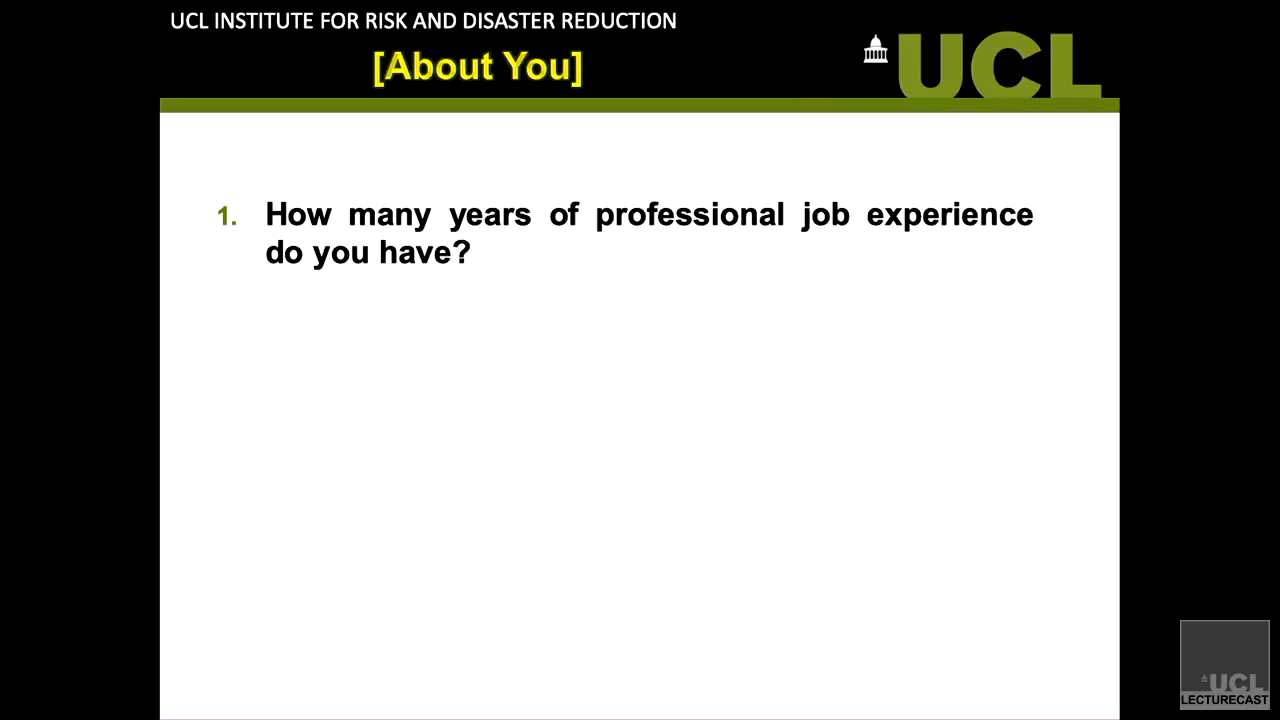 UCL INSTITUTE FOR RISK AND DISASTER REDUCTION
[About You]
UCL
1. How many years of professional job experience
do you have?
UCL
LECTURECAST